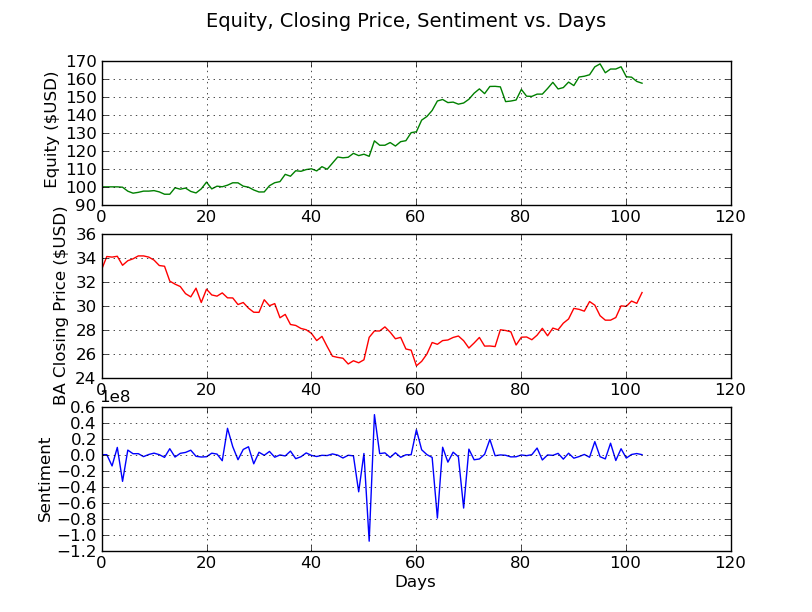 Equity, Closing Price, Sentiment vs. Days
Equity ($USD)
170
160
150
140
130
120
110
100
90
0 20 40 60 80 100 120
BA Closing Price ($USD)
36
34
32
30
28
26
24
0 20 40 60 80 100 120
1e8
Sentiment
0.6
0.4
0.2
0.0
−0.2
−0.4
−0.6
−0.8
−1.0
−1.2
0 20 40 60 80 100 120
Days